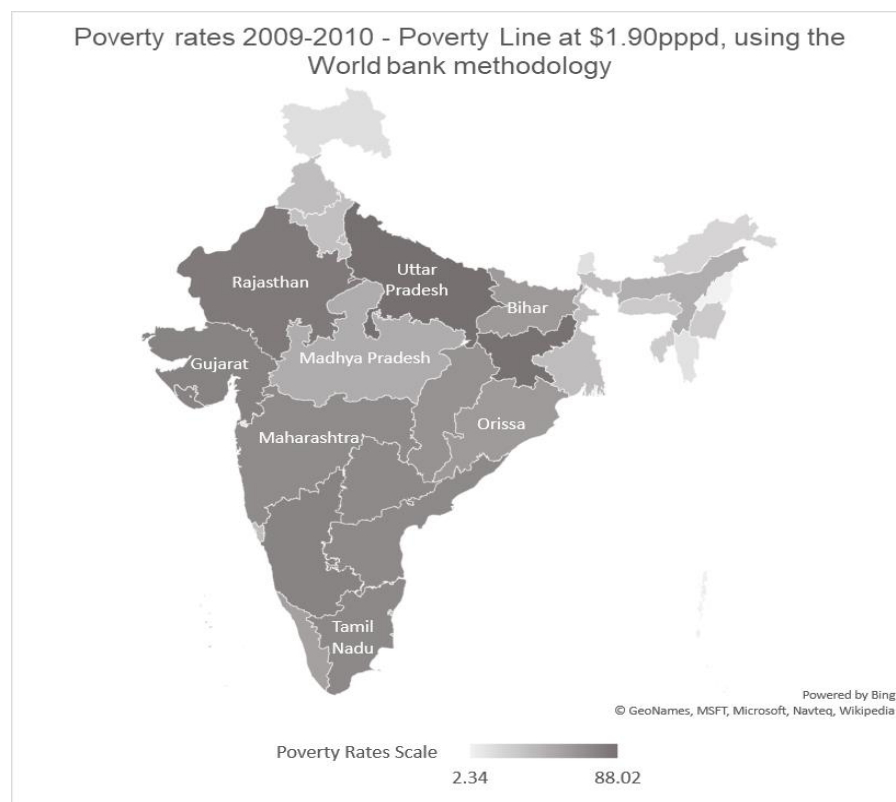 Poverty rates 2009-2010 - Poverty Line at $1.90pppd, using the
World bank methodology
Rajasthan
Uttar
Pradesh
Bihar
Gujarat
Madhya Pradesh
Orissa
Maharashtra
Tamil
Nadu
Powered by Bing
© GeoNames, MSFT, Microsoft, Navteq, Wikipedia
Poverty Rates Scale
2.34 88.02